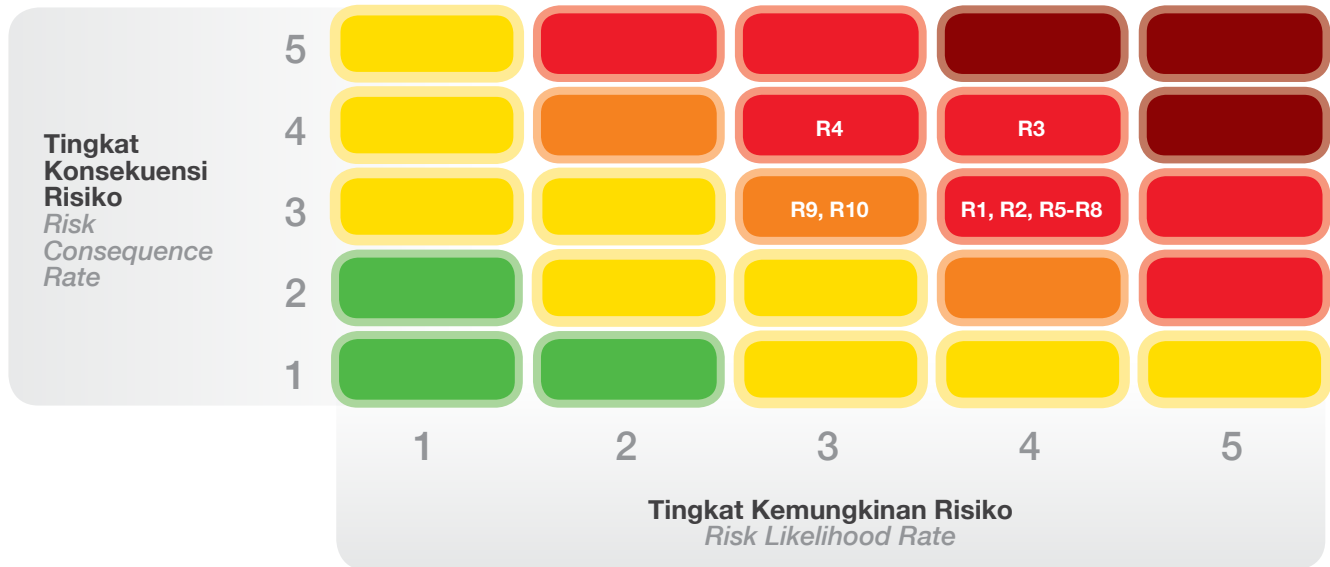 Tingkat
Konsekuensi
Risiko
Risk
Consequence
Rate
5
4
R4
R3
3
R9, R10
R1, R2, R5-R8
2
1
1
2
3
4
5
Tingkat Kemungkinan Risiko
Risk Likelihood Rate